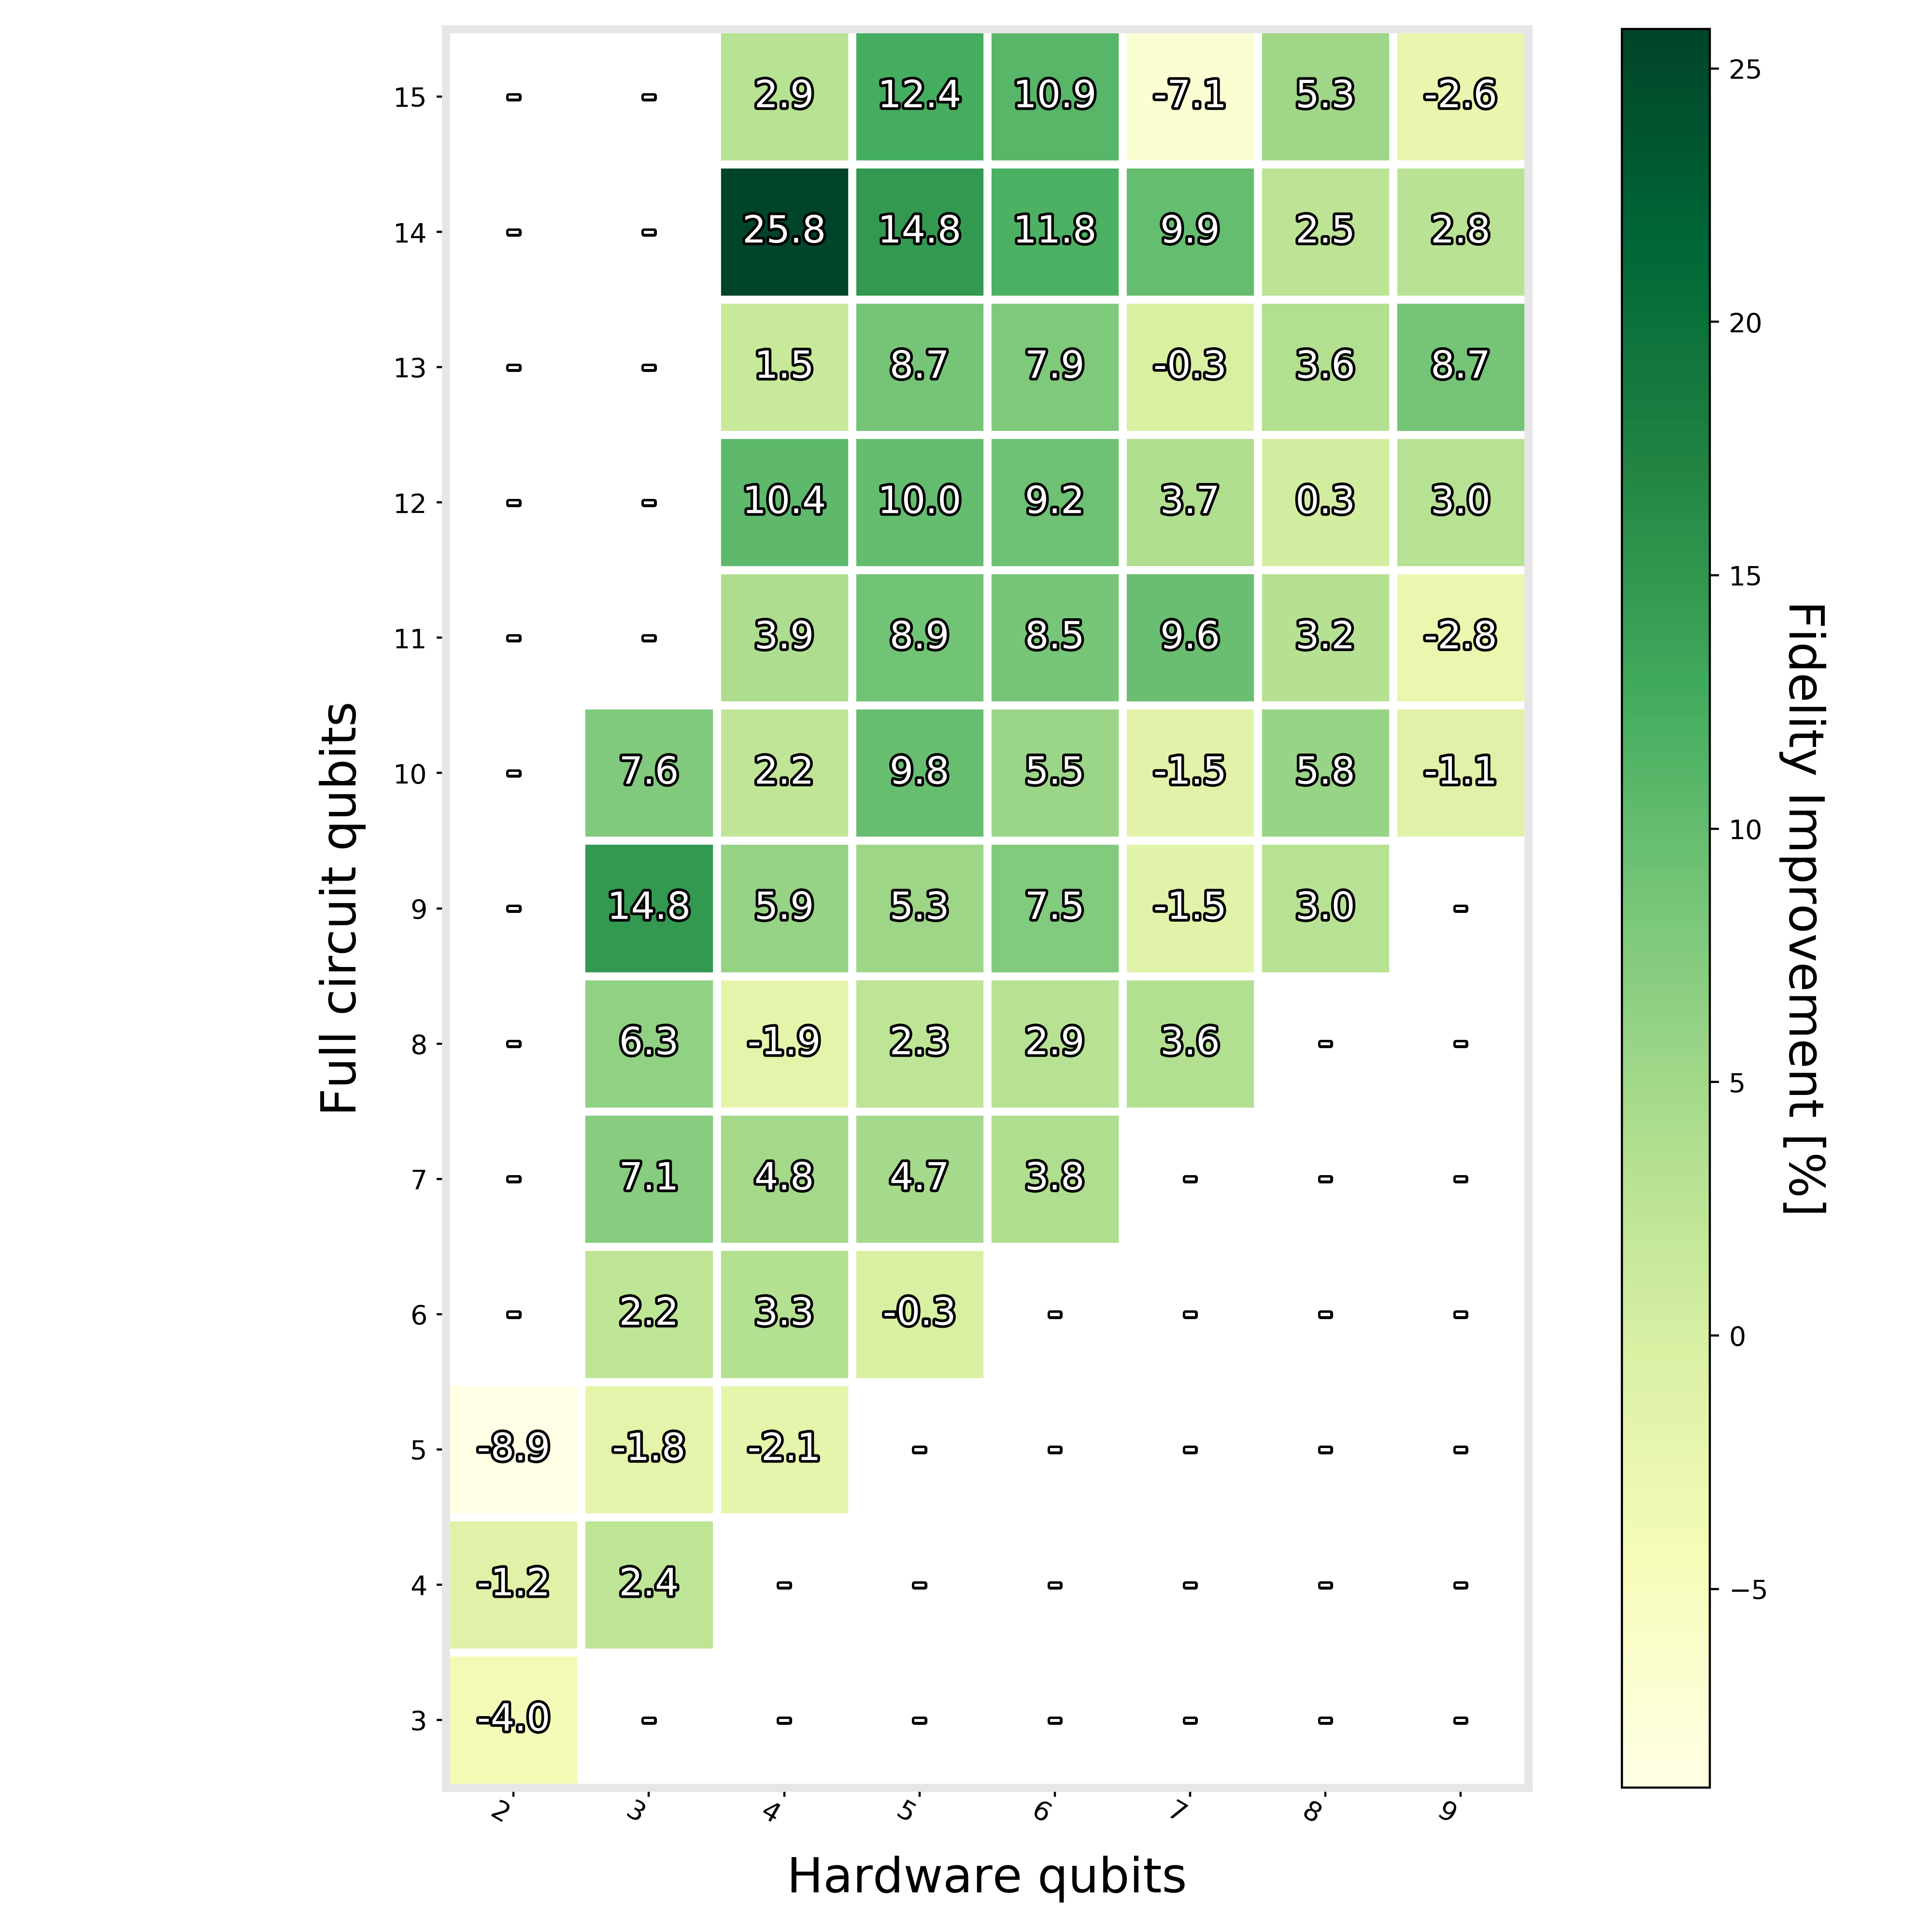 15 - - 2.9 12.4 10.9 -7.1 5.3 -2.6
14 - - 25.8 14.8 11.8 9.9 2.5 2.8
13 - - 1.5 8.7 7.9 -0.3 3.6 8.7
12 - - 10.4 10.0 9.2 3.7 0.3 3.0
11 - - 3.9 8.9 8.5 9.6 3.2 -2.8
10 - 7.6 2.2 9.8 5.5 -1.5 5.8 -1.1
9 - 14.8 5.9 5.3 7.5 -1.5 3.0 -
8 - 6.3 -1.9 2.3 2.9 3.6 - -
7 - 7.1 4.8 4.7 3.8 - - -
6 - 2.2 3.3 -0.3 - - - -
5 -8.9 -1.8 -2.1 - - - - -
4 -1.2 2.4 - - - - - -
3 -4.0 - - - - - - -
2 3 4 5 6 7 8 9
Hardware qubits
Full circuit qubits
25
20
15
10
5
0
−5
Fidelity Improvement [%]